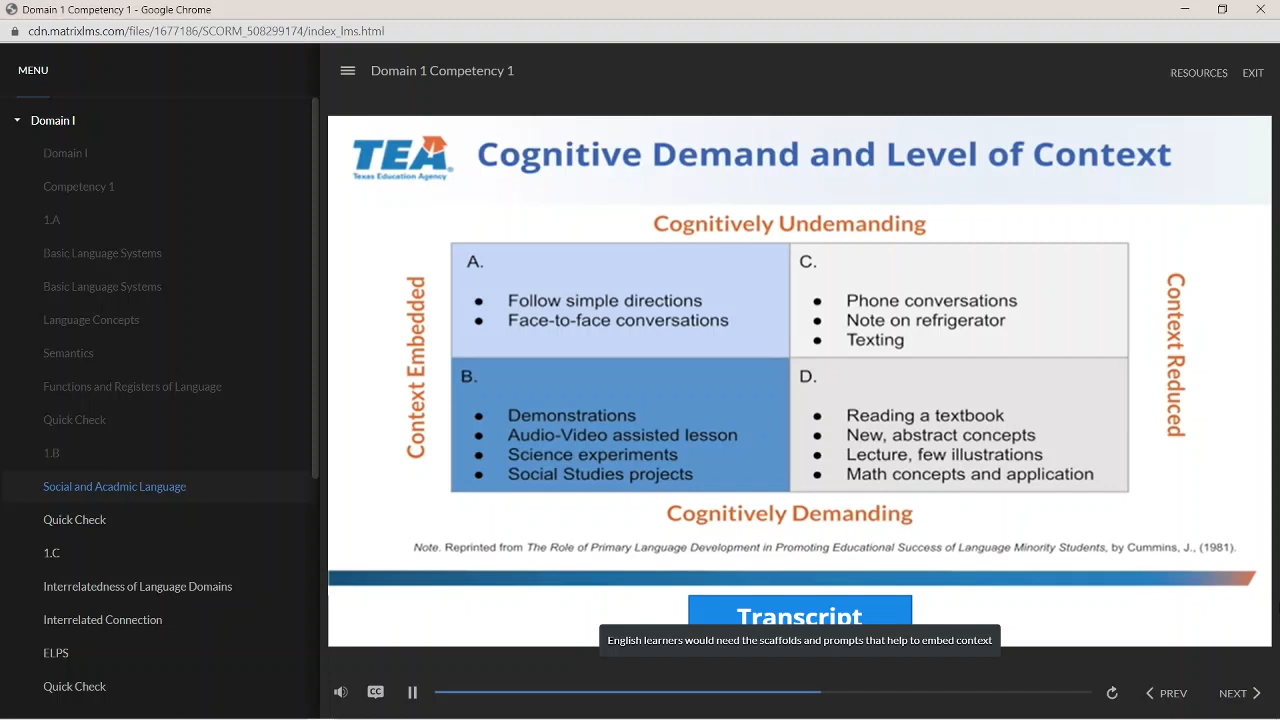 Domain 1 Competency 1 - Google Chrome
cdn.matrixlms.com/files/1677186/SCORM_508299174/index_lms.html
MENU
Domain 1 Competency 1
RESOURCES
EXIT
Domain I
Domain I
Competency 1
1.A
Basic Language Systems
Basic Language Systems
Language Concepts
Semantics
Functions and Registers of Language
Quick Check
1.B
Social and Acadmic Language
Quick Check
1.C
Interrelatedness of Language Domains
Interrelated Connection
ELPS
Quick Check
TEA
Texas Education Agency
Cognitive Demand and Level of Context
Cognitively Undemanding
Context Embedded
A.
● Follow simple directions
● Face-to-face conversations
C.
● Phone conversations
● Note on refrigerator
● Texting
B.
● Demonstrations
● Audio-Video assisted lesson
● Science experiments
● Social Studies projects
D.
● Reading a textbook
● New, abstract concepts
● Lecture, few illustrations
● Math concepts and application
Context Reduced
Cognitively Demanding
Note. Reprinted from The Role of Primary Language Development in Promoting Educational Success of Language Minority Students, by Cummins, J., (1981).
Transcript
English learners would need the scaffolds and prompts that help to embed context
CC
PREV
NEXT